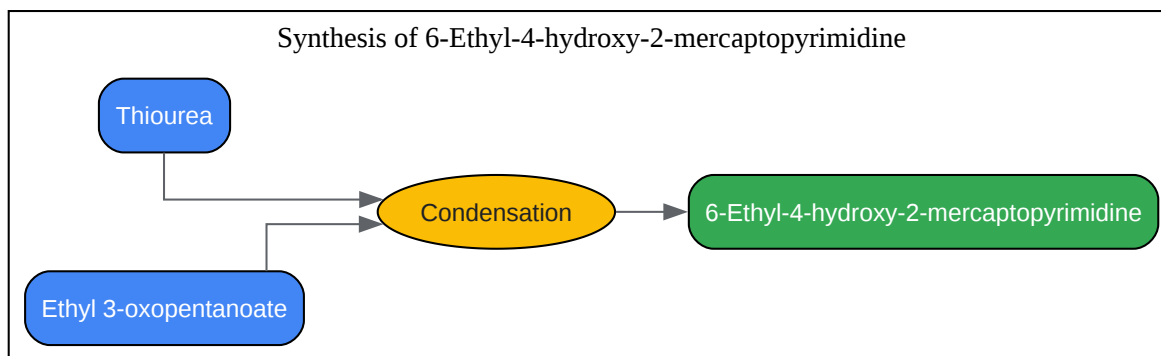 Synthesis of 6-Ethyl-4-hydroxy-2-mercaptopyrimidine
Thiourea
Condensation
6-Ethyl-4-hydroxy-2-mercaptopyrimidine
Ethyl 3-oxopentanoate